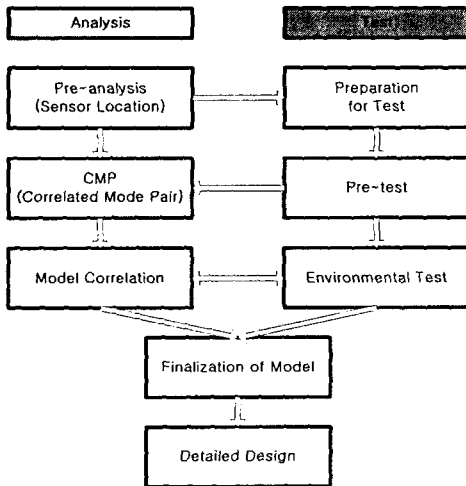 Analysis
Test
Pre-analysis
(Sensor Location)
Preparation
for Test
CMP
(Correlated Mode Pair)
Pre-test
Model Correlation
Environmental Test
Finalization of Model
Detailed Design